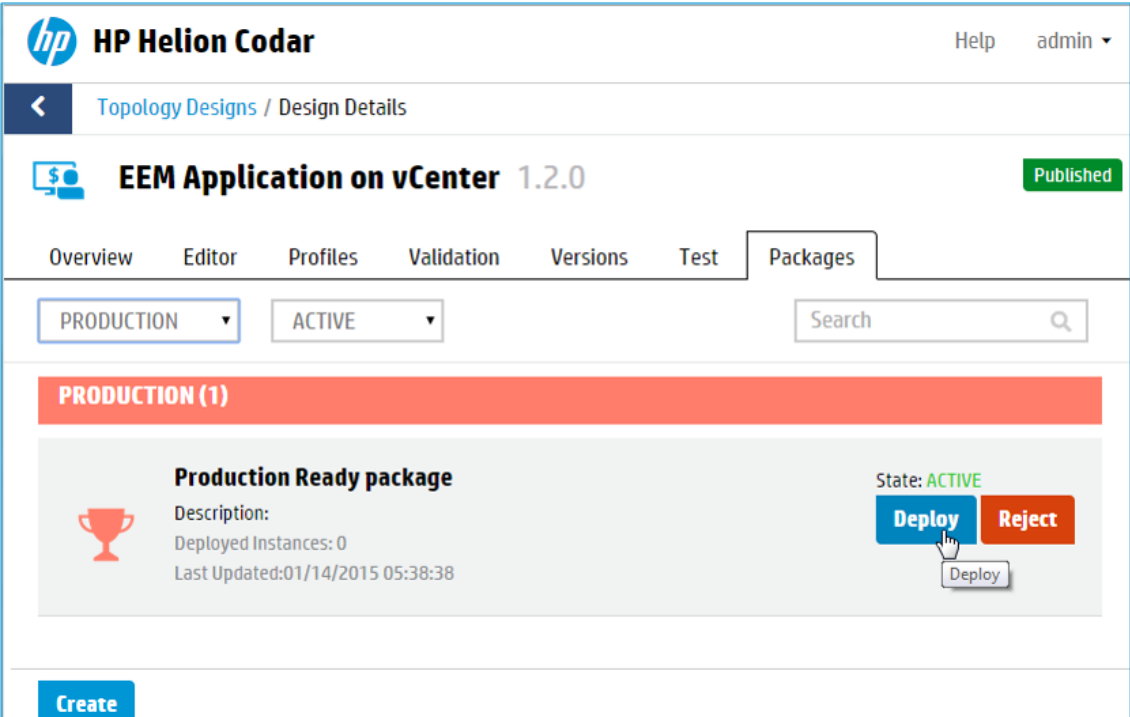 hp HP Helion Codar Help admin
Topology Designs / Design Details
$ EEM Application on vCenter 1.2.0 Published
Overview Editor Profiles Validation Versions Test Packages
PRODUCTION ACTIVE Search
PRODUCTION (1)
Production Ready package
State: ACTIVE
Description:
Deploy Reject
Deployed Instances: 0
Last Updated:01/14/2015 05:38:38
Deploy
Create